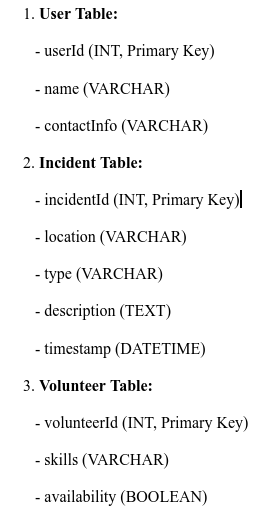 1. User Table:
- userId (INT, Primary Key)
- name (VARCHAR)
- contactInfo (VARCHAR)
2. Incident Table:
- incidentId (INT, Primary Key)
- location (VARCHAR)
- type (VARCHAR)
- description (TEXT)
- timestamp (DATETIME)
3. Volunteer Table:
- volunteerId (INT, Primary Key)
- skills (VARCHAR)
- availability (BOOLEAN)